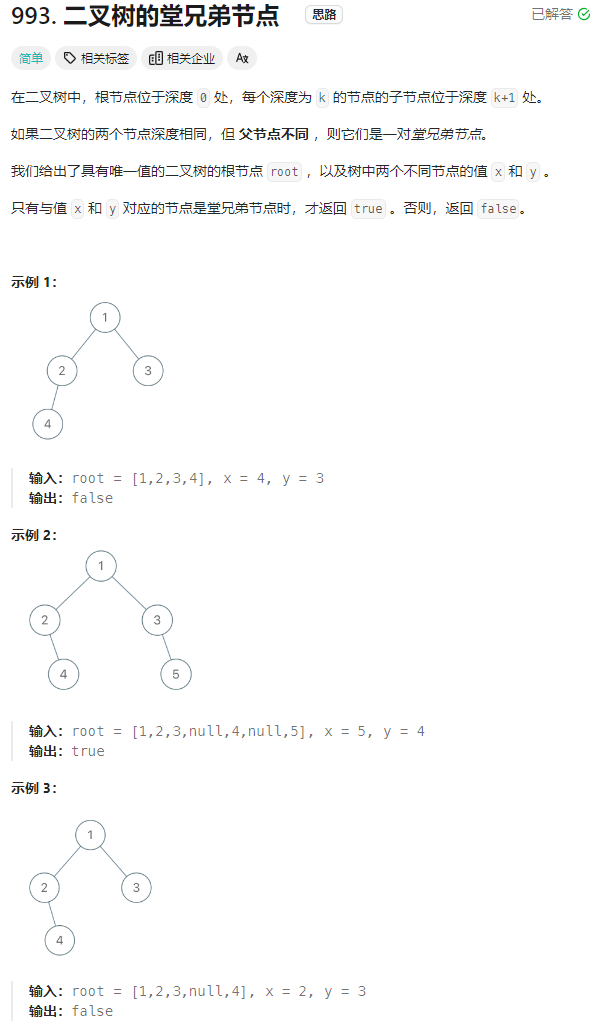 993. 二叉树的堂兄弟节点 思路 已解答
简单 相关标签 相关企业 Aあ
在二叉树中，根节点位于深度 0 处，每个深度为 k 的节点的子节点位于深度 k+1 处。
如果二叉树的两个节点深度相同，但 父节点不同 ，则它们是一对堂兄弟节点。
我们给出了具有唯一值的二叉树的根节点 root ，以及树中两个不同节点的值 x 和 y 。
只有与值 x 和 y 对应的节点是堂兄弟节点时，才返回 true 。否则，返回 false。
示例 1：
1
2 3
4
输入：root = [1,2,3,4], x = 4, y = 3
输出：false
示例 2：
1
2 3
4 5
输入：root = [1,2,3,null,4,null,5], x = 5, y = 4
输出：true
示例 3：
1
2 3
4
输入：root = [1,2,3,null,4], x = 2, y = 3
输出：false